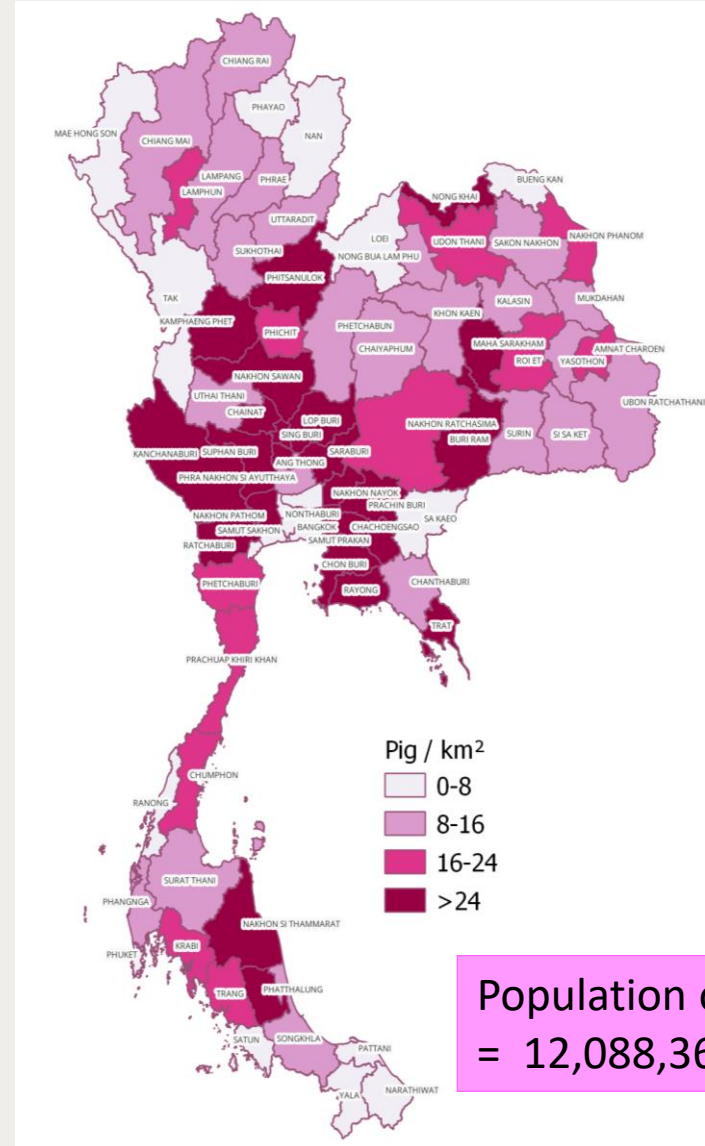 CHIANG RAI
PHAYAO
MAE HONG SON
NAN
CHIANG MAI
LAMPANG
PHRAE
LAMPHUN
BUENG KAN
NONG KHAI
UTTARADIT
LOEI
UDON THANI
SAKON NAKHON
NAKHON PHANOM
SUKHOTHAI
NONG BUA LAM PHU
PHITSANULOK
TAK
MUKDAHAN
KALASIN
KHON KAEN
KAMPHAENG PHET
PHETCHABUN
PHICHIT
MAHA SARAKHAM
AMNAT CHAROEN
CHAIYAPHUM
ROI ET
YASOTHON
NAKHON SAWAN
UBON RATCHATHANI
UTHAI THANI
CHAINAT
LOP BURI
NAKHON RATCHASIMA
SURIN
SI SA KET
SING BURI
BURI RAM
KANCHANABURI
SUPHAN BURI
SARABURI
ANG THONG
PHRA NAKHON SI AYUTTHAYA
NAKHON NAYOK
PRACHIN BURI
NAKHON PATHOM
NONTHABURI
SA KAEO
SAMUT SAKHON
BANGKOK
CHACHOENGSAO
SAMUT PRAKAN
RATCHABURI
CHON BURI
CHANTHABURI
PHETCHABURI
RAYONG
TRAT
PRACHUAP KHIRI KHAN
Pig / km²
0-8
8-16
16-24
>24
CHUMPHON
RANONG
SURAT THANI
PHANGNGA
NAKHON SI THAMMARAT
KRABI
PHUKET
TRANG
PHATTHALUNG
SATUN
SONGKHLA
PATTANI
YALA
NARATHIWAT
Population
= 12,088,36